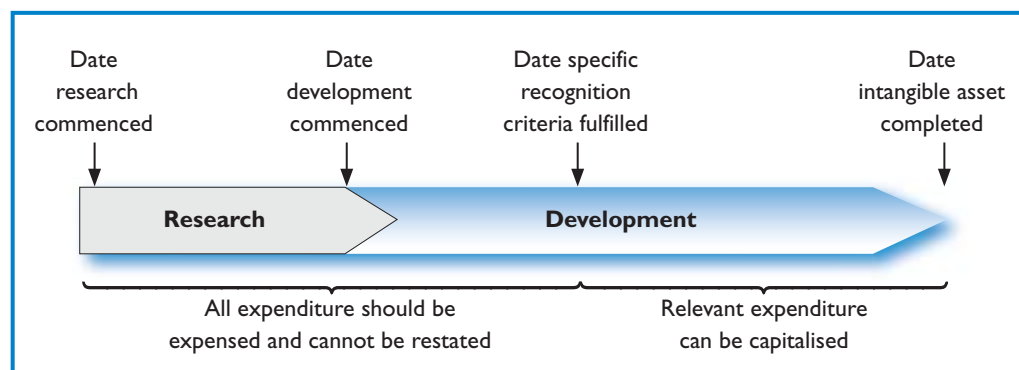 Date
research
commenced
Date
development
commenced
Date specific
recognition
criteria fulfilled
Date
intangible asset
completed
Research
Development
All expenditure should be
expensed and cannot be restated
Relevant expenditure
can be capitalised